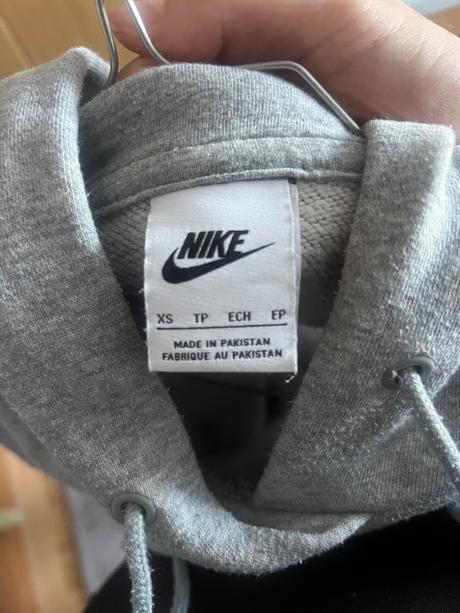 NIKE
XS TP ECH EP
MADE IN PAKISTAN
FABRIQUE AU PAKISTAN